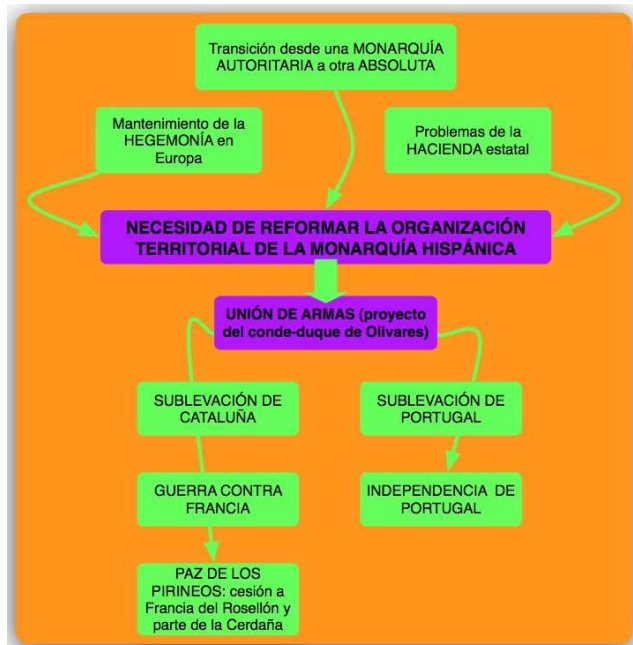 Transición desde una MONARQUÍA
AUTORITARIA a otra ABSOLUTA
Mantenimiento de la
HEGEMONÍA en
Europa
Problemas de la
HACIENDA estatal
NECESIDAD DE REFORMAR LA ORGANIZACIÓN
TERRITORIAL DE LA MONARQUÍA HISPÁNICA
UNIÓN DE ARMAS (proyecto
del conde-duque de Olivares)
SUBLEVACIÓN DE
CATALUÑA
SUBLEVACIÓN DE
PORTUGAL
GUERRA CONTRA
FRANCIA
INDEPENDENCIA DE
PORTUGAL
PAZ DE LOS
PIRINEOS: cesión a
Francia del Rosellón y
parte de la Cerdaña